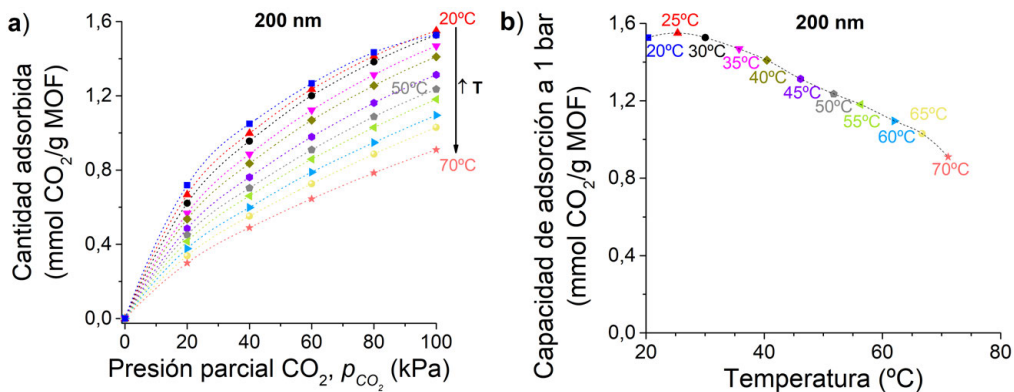 a)
200 nm
Cantidad adsorbida
(mmol CO₂/g MOF)
1,6
1,2
0,8
0,4
0,0
20ºC
50ºC
↑ T
70ºC
0 20 40 60 80 100
Presión parcial CO₂, p_CO₂ (kPa)
b)
200 nm
Capacidad de adsorción a 1 bar
(mmol CO₂/g MOF)
1,6
1,2
0,8
0,4
0,0
25ºC
20ºC
30ºC
35ºC
40ºC
45ºC
50ºC
55ºC
60ºC
65ºC
70ºC
20 40 60 80
Temperatura (ºC)